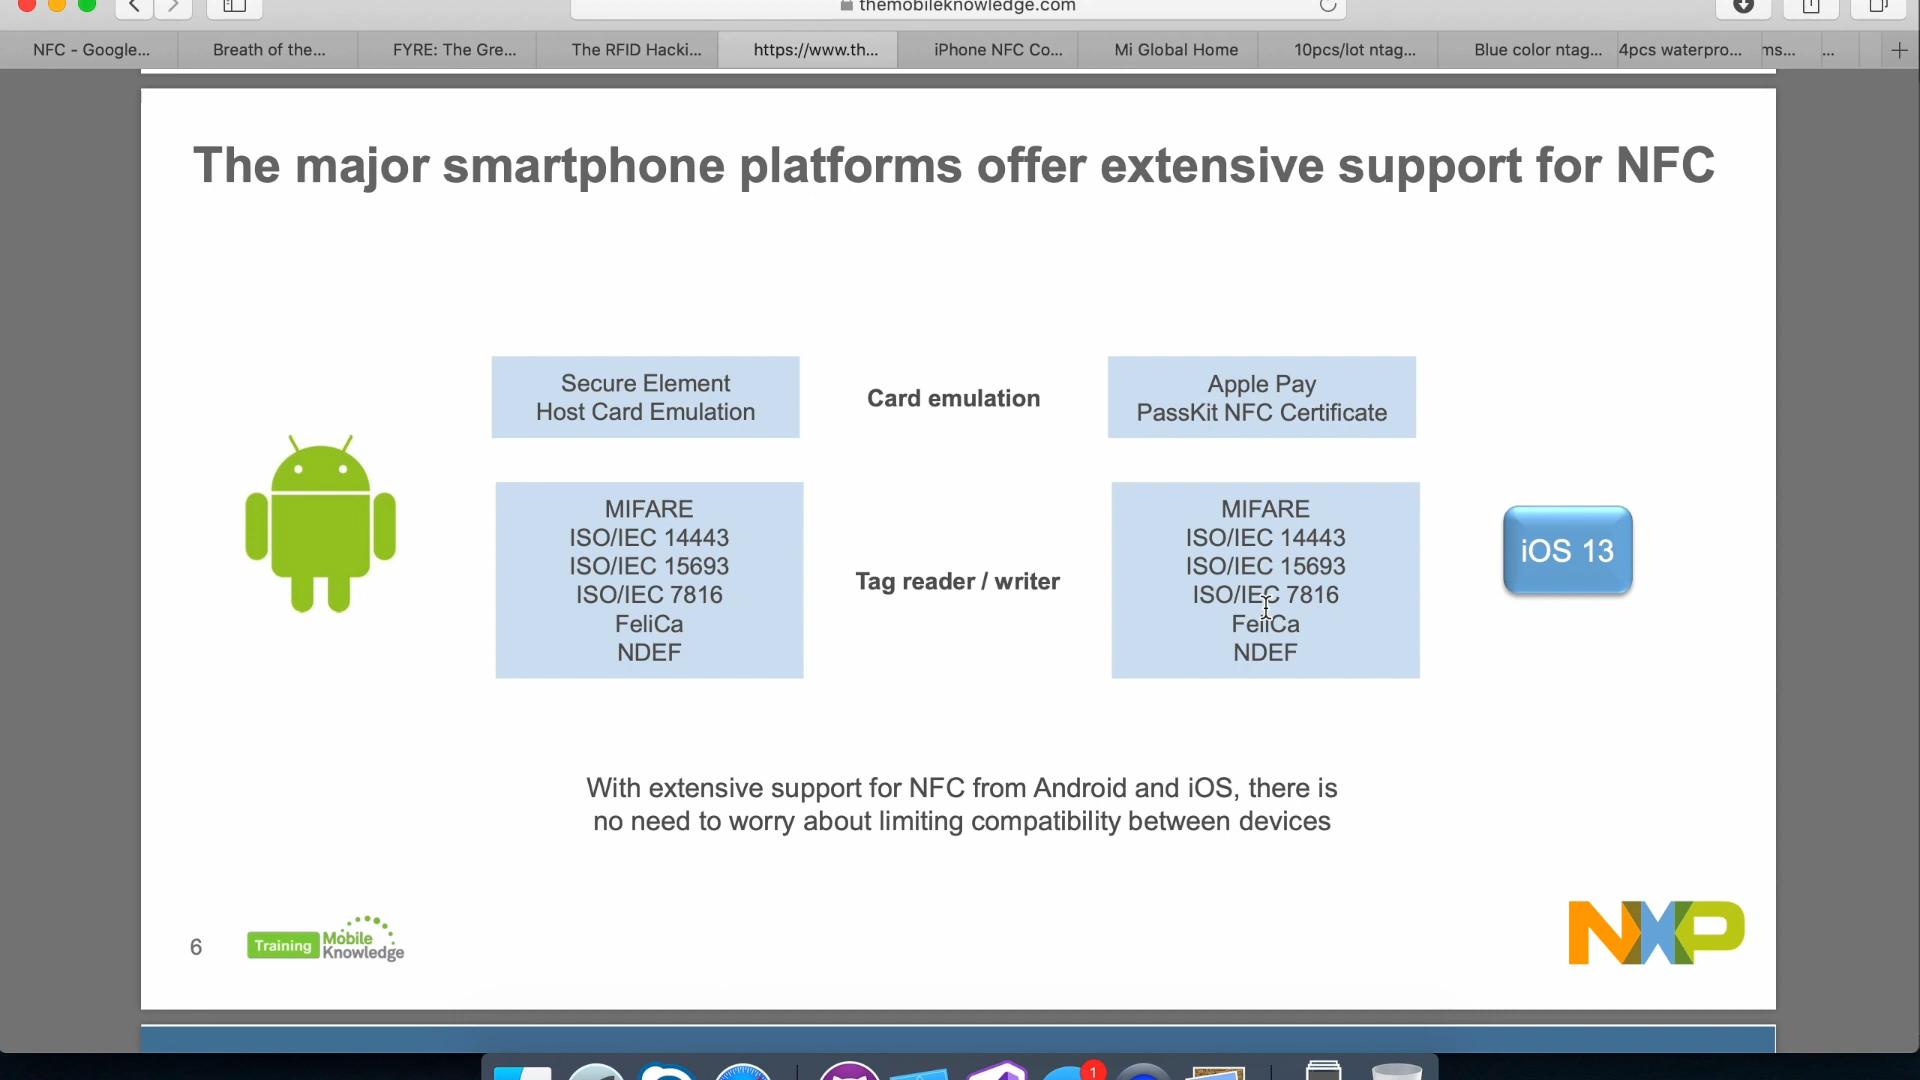 themobileknowledge.com
NFC - Google...
Breath of the...
FYRE: The Gre...
The RFID Hacki...
https://www.th...
iPhone NFC Co...
Mi Global Home
10pcs/lot ntag...
Blue color ntag...
4pcs waterpro...
ms...
...
The major smartphone platforms offer extensive support for NFC
Secure Element
Host Card Emulation
Card emulation
Apple Pay
PassKit NFC Certificate
MIFARE
ISO/IEC 14443
ISO/IEC 15693
ISO/IEC 7816
FeliCa
NDEF
Tag reader / writer
MIFARE
ISO/IEC 14443
ISO/IEC 15693
ISO/IEC 7816
FeliCa
NDEF
iOS 13
With extensive support for NFC from Android and iOS, there is
no need to worry about limiting compatibility between devices
6
Training
Mobile
Knowledge
NXP
1